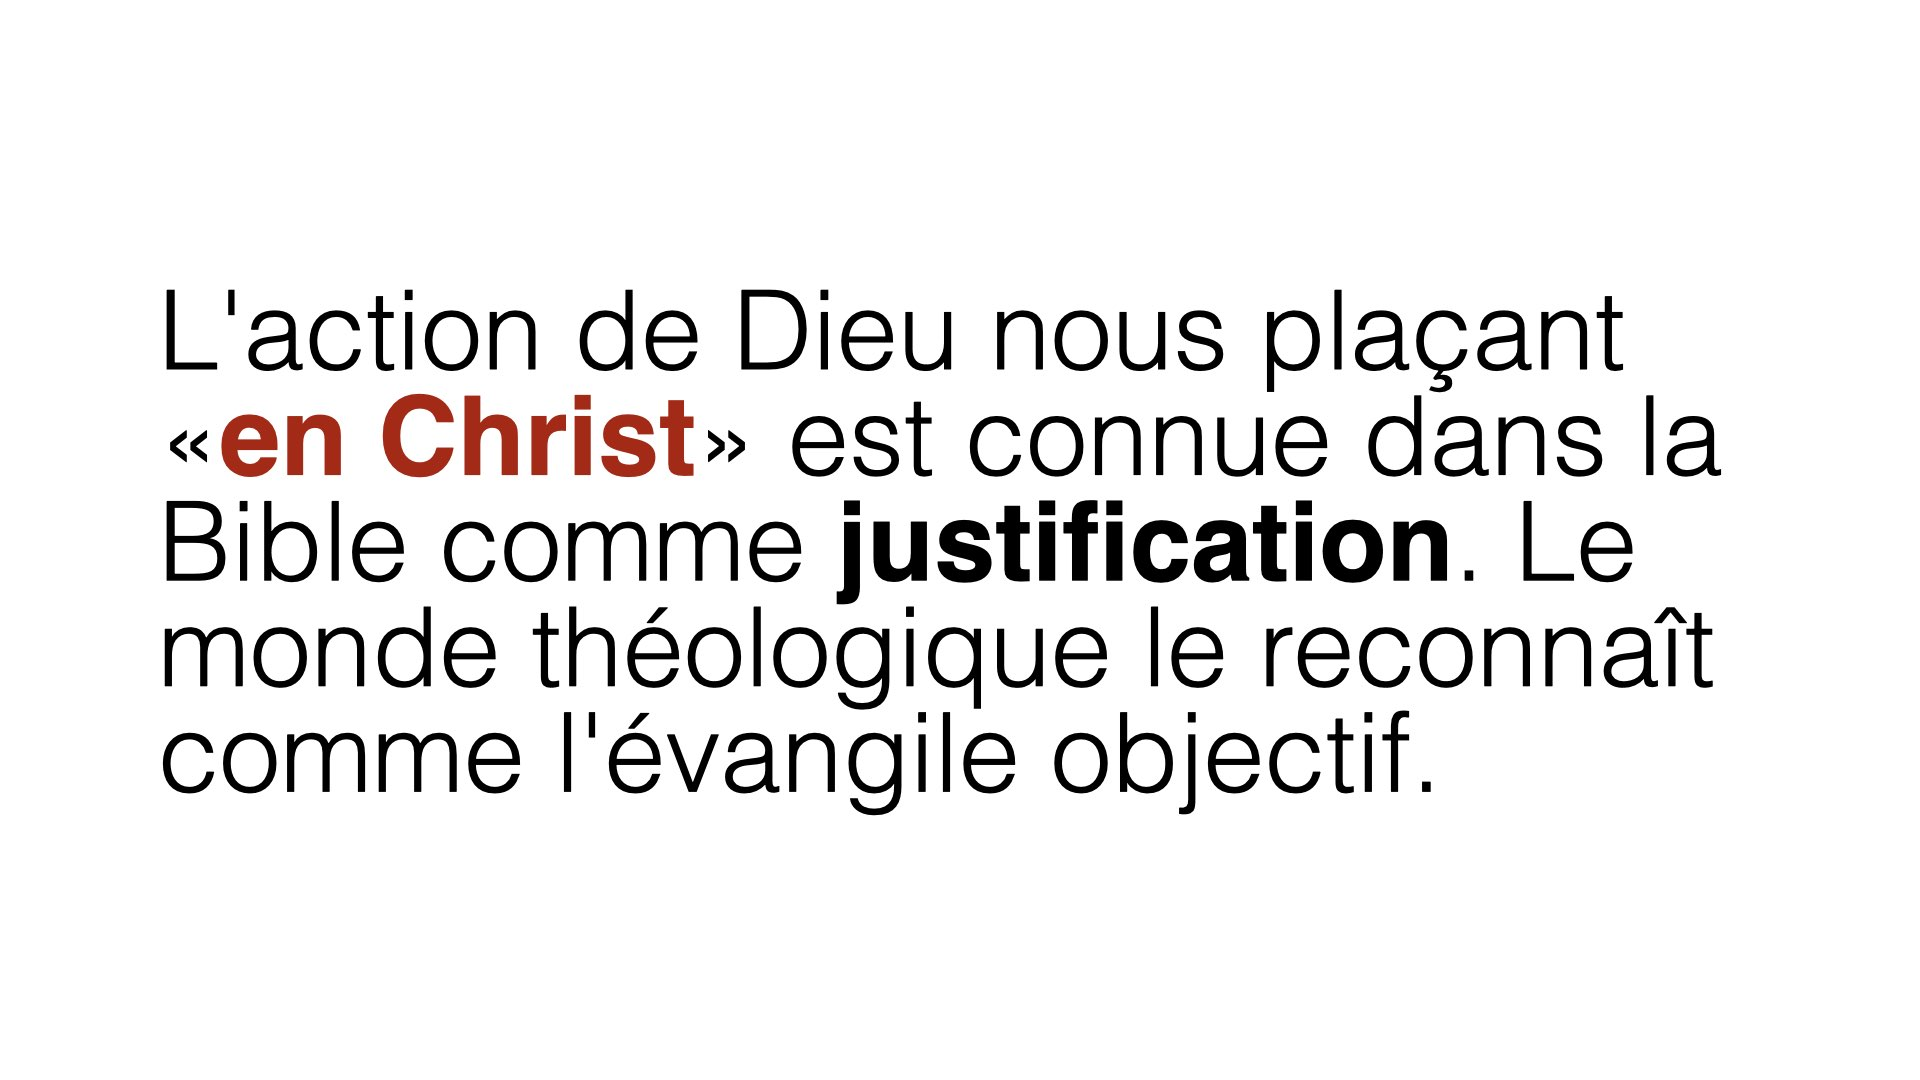 L'action de Dieu nous plaçant
«en Christ» est connue dans la
Bible comme justification. Le
monde théologique le reconnaît
comme l'évangile objectif.